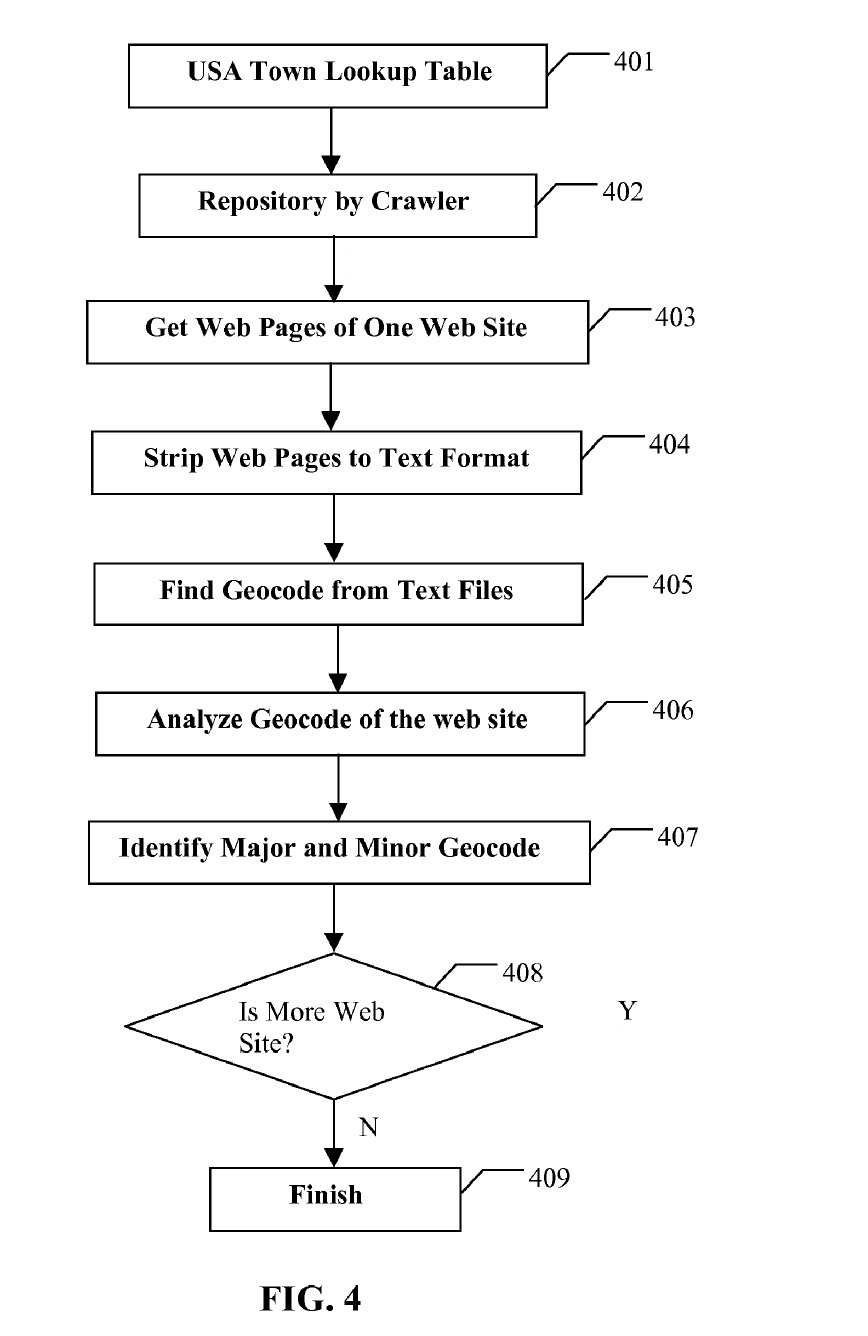 USA Town Lookup Table
401
Repository by Crawler
402
Get Web Pages of One Web Site
403
Strip Web Pages to Text Format
404
Find Geocode from Text Files
405
Analyze Geocode of the web site
406
Identify Major and Minor Geocode
407
408
Is More Web
Site?
Y
N
Finish
409
FIG. 4